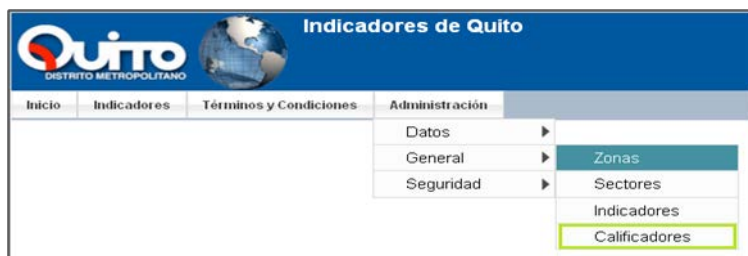 Indicadores de Quito
QUITO
DISTRITO METROPOLITANO
Inicio Indicadores Términos y Condiciones Administración
Datos
General Zonas
Seguridad Sectores
Indicadores
Calificadores